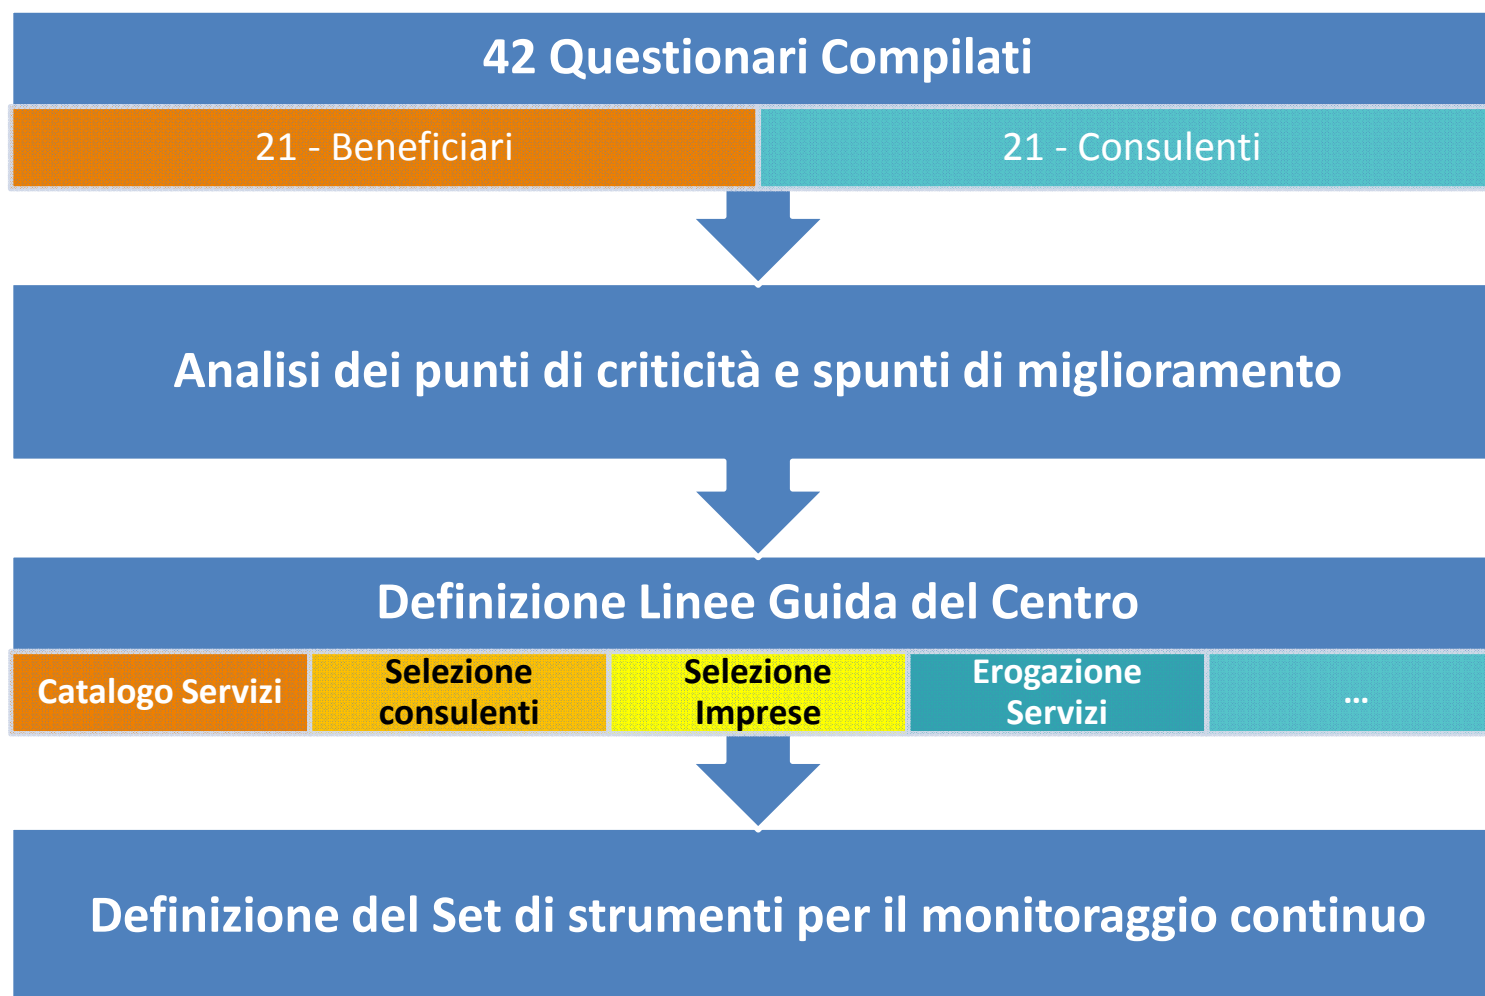 42 Questionari Compilati
21 - Beneficiari
21 - Consulenti
Analisi dei punti di criticità e spunti di miglioramento
Definizione Linee Guida del Centro
Catalogo Servizi
Selezione
consulenti
Selezione
Imprese
Erogazione
Servizi
...
Definizione del Set di strumenti per il monitoraggio continuo